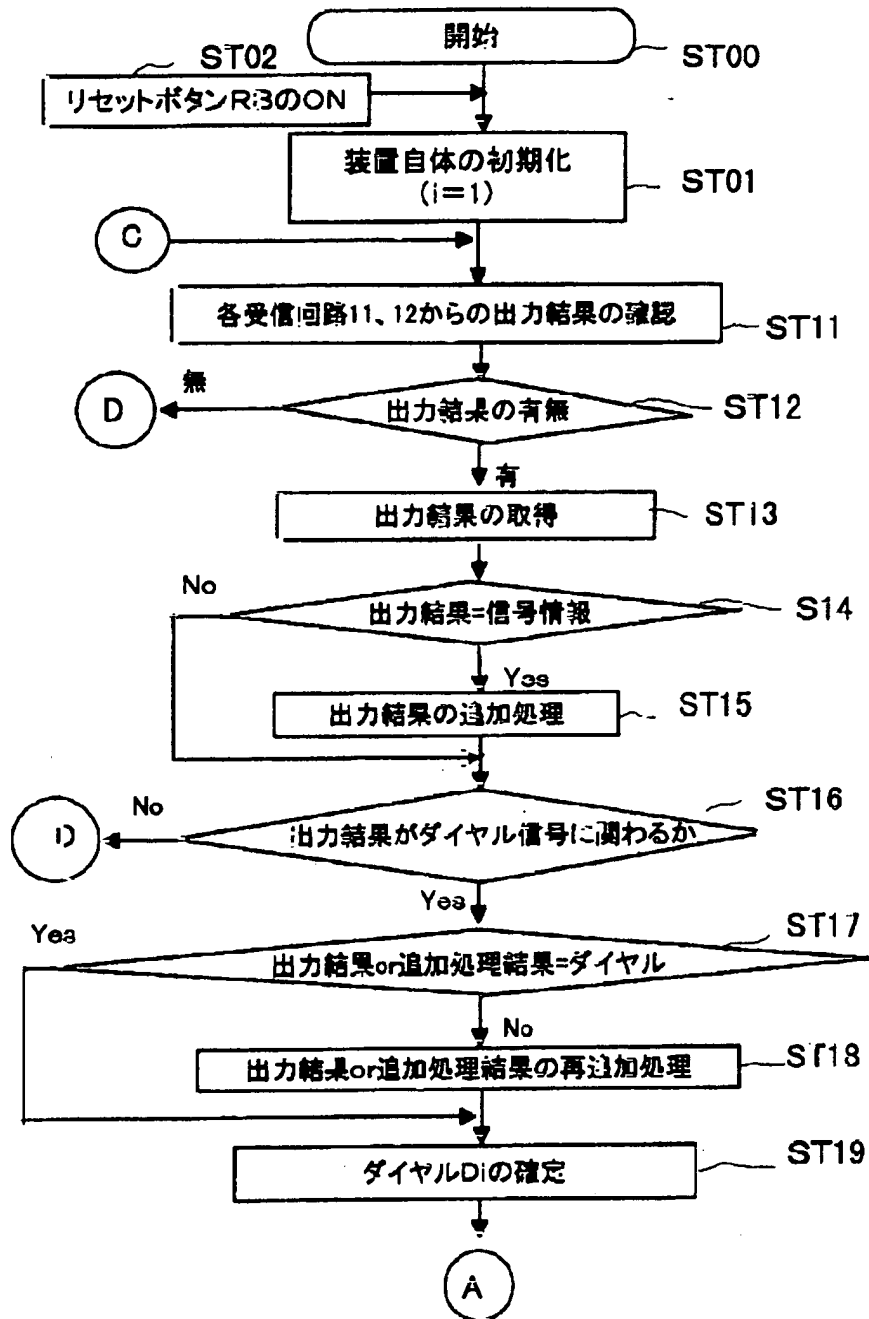 開始
ST00
ST02
リセットボタンRBのON
装置自体の初期化
(i=1)
ST01
C
各受信回路11、12からの出力結果の確認
ST11
無
D
出力結果の有無
ST12
有
出力結果の取得
ST13
No
出力結果=信号情報
S14
Yes
出力結果の追加処理
ST15
ST16
No
D
出力結果がダイヤル信号に関わるか
Yes
Yes
ST17
出力結果or追加処理結果=ダイヤル
No
出力結果or追加処理結果の再追加処理
ST18
ダイヤルDiの確定
ST19
A